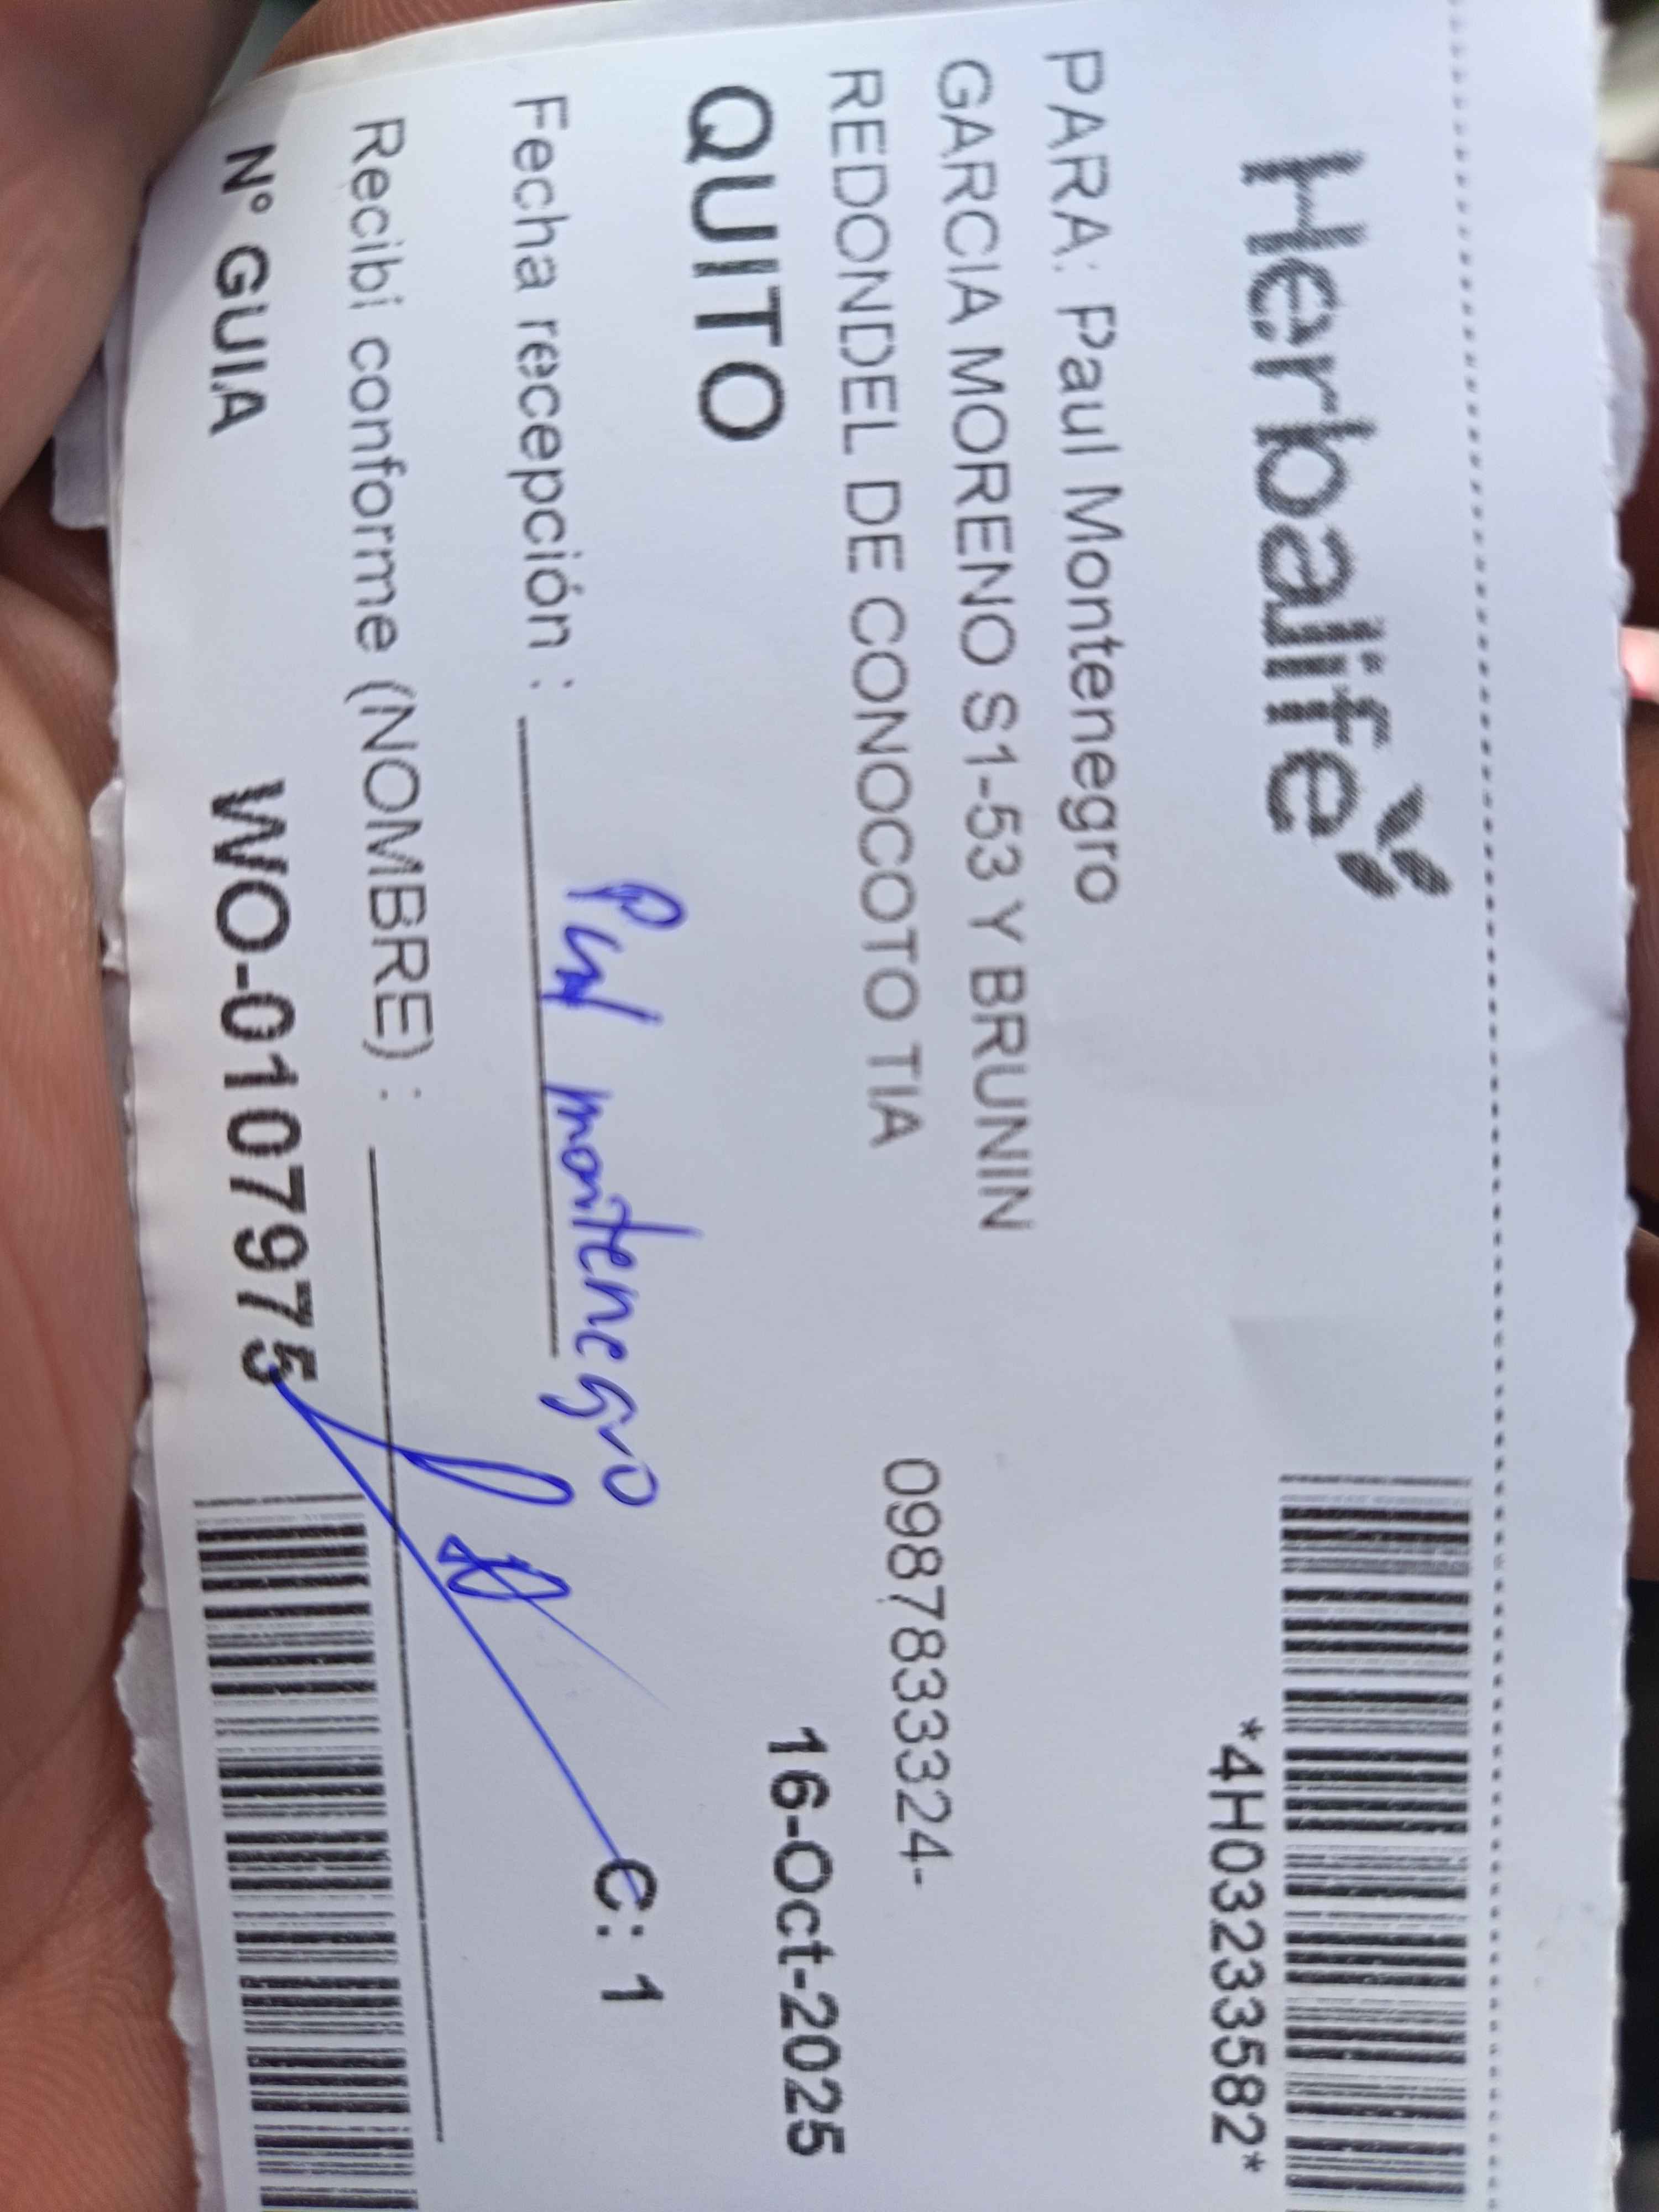 Herbalife
*4H03233582*
PARA: Paul Montenegro
GARCIA MORENO S1-53 Y BRUNIN
REDONDEL DE CONOCOTO TIA
0987833324-
QUITO
16-Oct-2025
Fecha recepción : Paul montenegro
C: 1
Recibí conforme (NOMBRE) :
N° GUIA WO-0107975